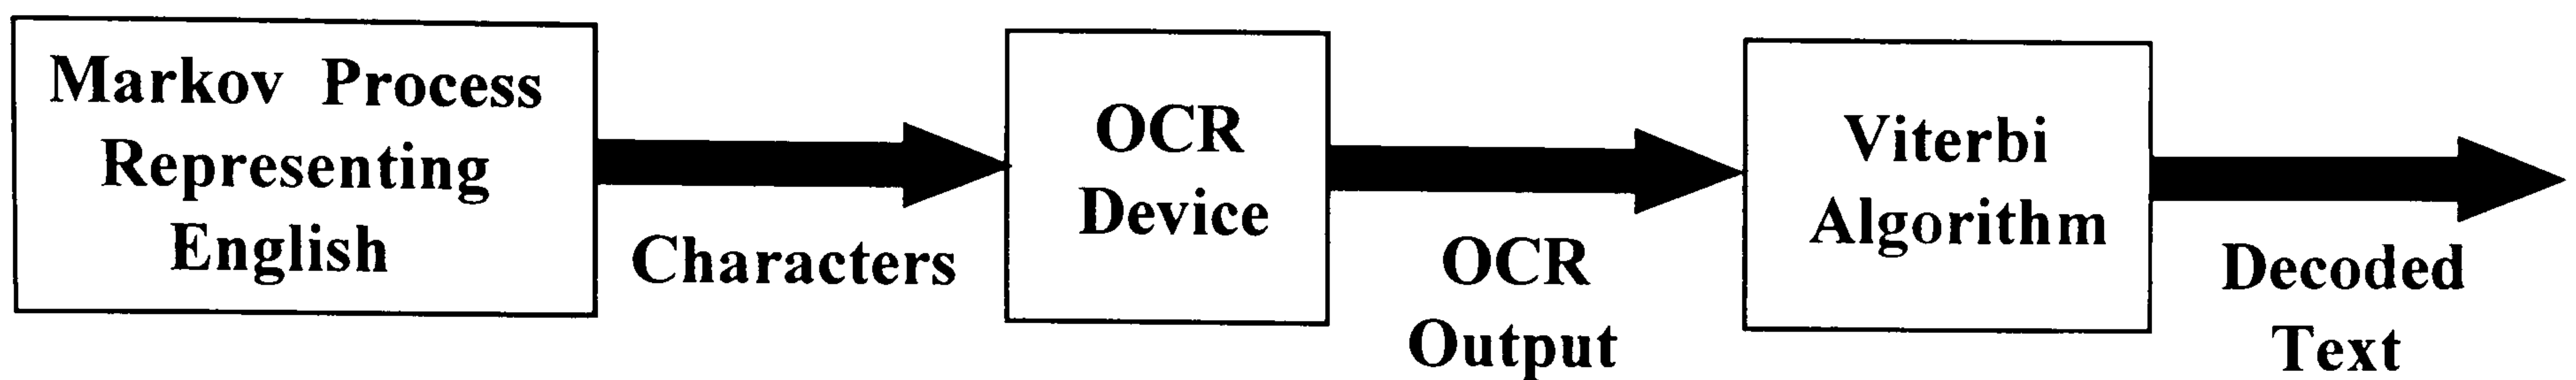 Markov Process
Representing
English
Characters
OCR
Device
OCR
Output
Viterbi
Algorithm
Decoded
Text